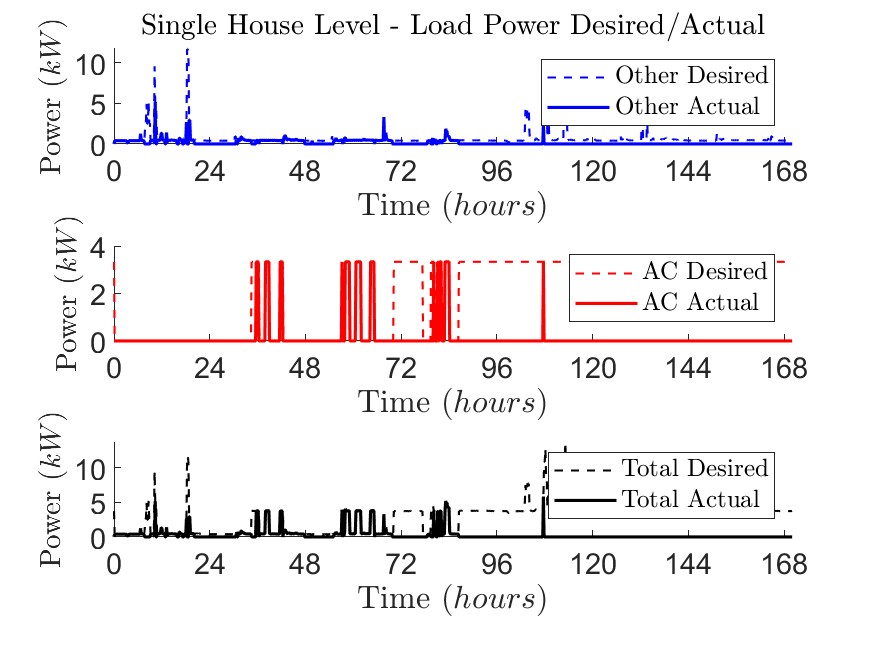 Single House Level - Load Power Desired/Actual
Power (kW)
10
5
0
Other Desired
Other Actual
0 24 48 72 96 120 144 168
Time (hours)
Power (kW)
4
2
0
AC Desired
AC Actual
0 24 48 72 96 120 144 168
Time (hours)
Power (kW)
10
5
0
Total Desired
Total Actual
0 24 48 72 96 120 144 168
Time (hours)